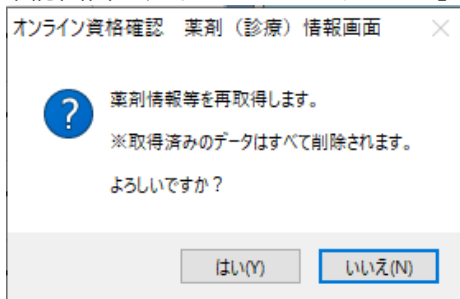 オンライン資格確認　薬剤（診療）情報画面
薬剤情報等を再取得します。
※取得済みのデータはすべて削除されます。
よろしいですか？
はい(Y)
いいえ(N)